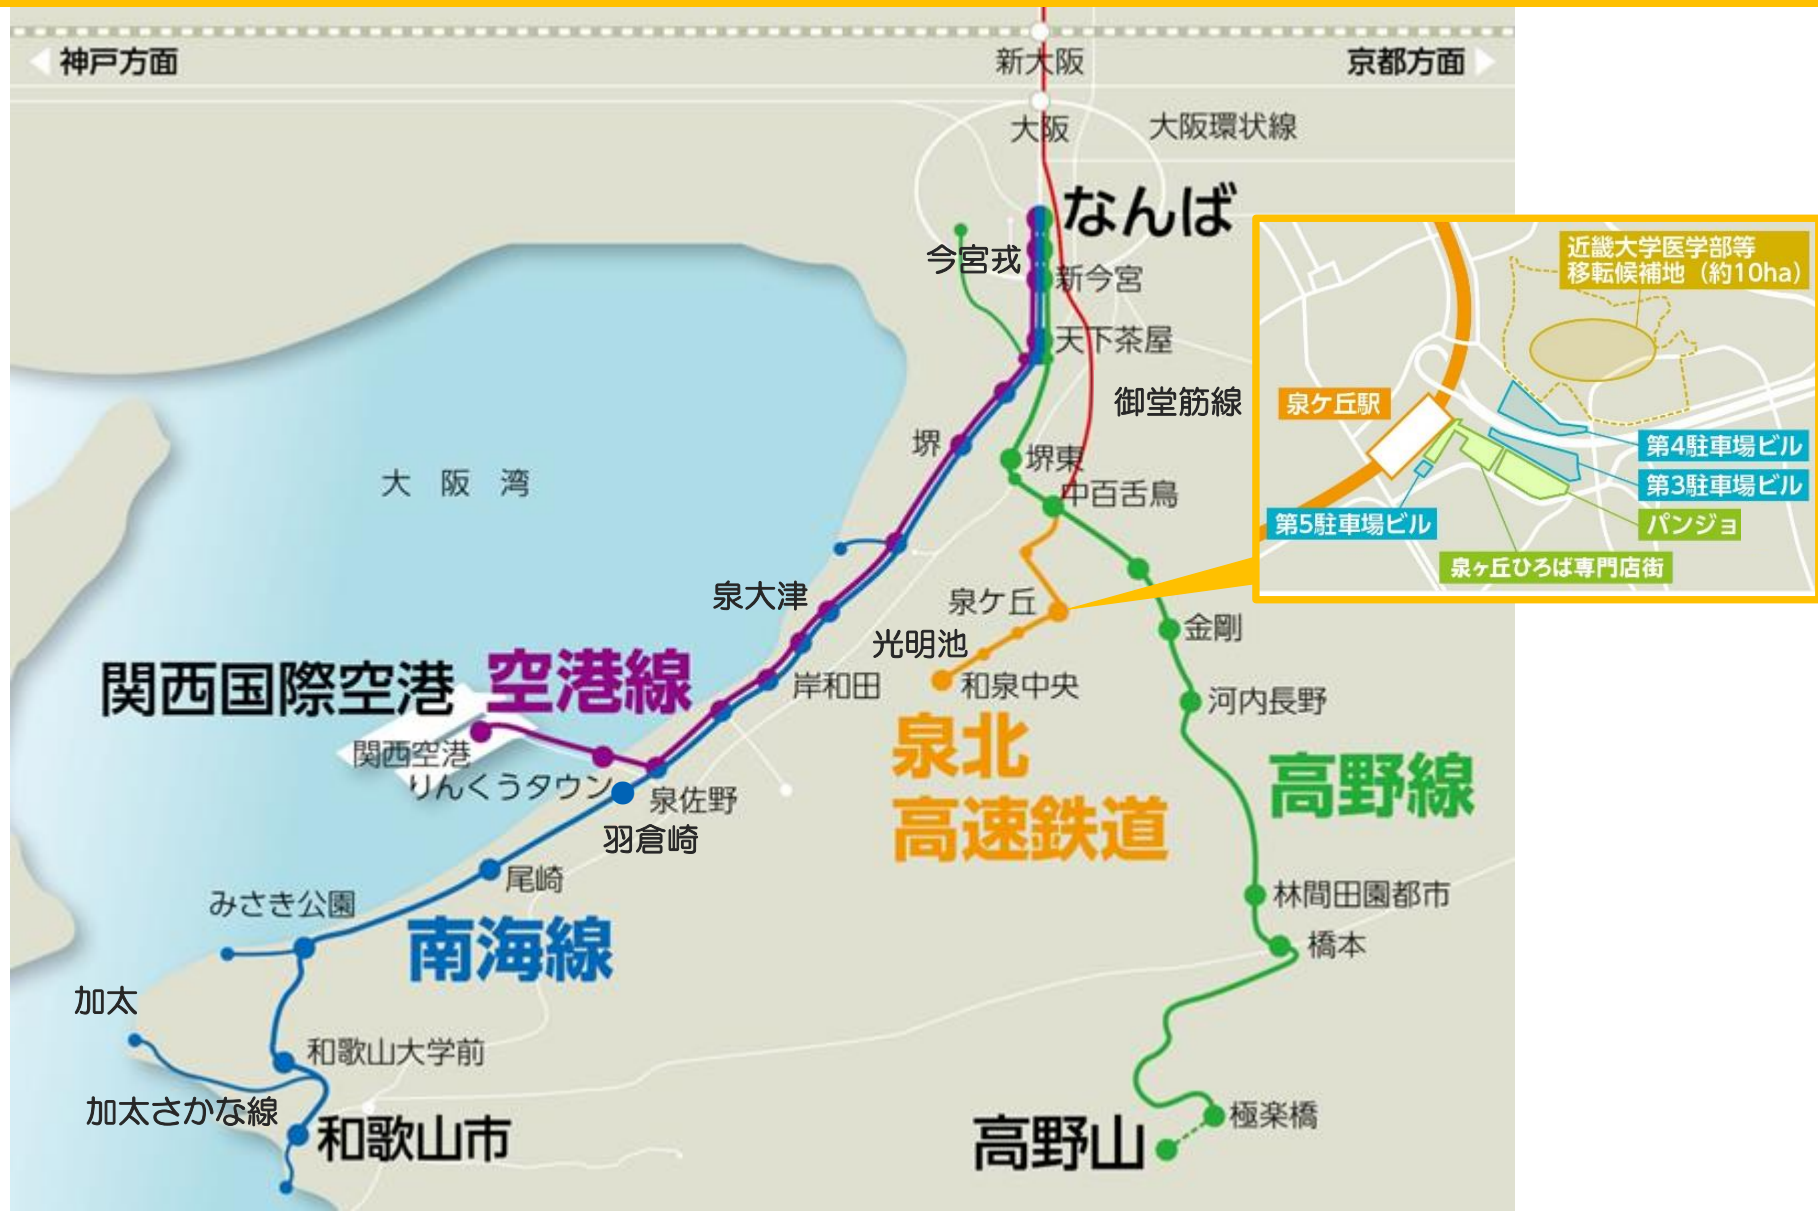 神戸方面
新大阪
京都方面
大阪
大阪環状線
なんば
今宮戎
新今宮
天下茶屋
御堂筋線
堺
堺東
中百舌鳥
大阪湾
泉大津
泉ケ丘
光明池
金剛
関西国際空港
空港線
岸和田
和泉中央
河内長野
関西空港
りんくうタウン
泉佐野
羽倉崎
泉北
高速鉄道
高野線
尾崎
みさき公園
南海線
林間田園都市
橋本
加太
和歌山大学前
加太さかな線
和歌山市
高野山
極楽橋
近畿大学医学部等
移転候補地（約10ha）
泉ケ丘駅
第4駐車場ビル
第3駐車場ビル
第5駐車場ビル
パンジョ
泉ヶ丘ひろば専門店街